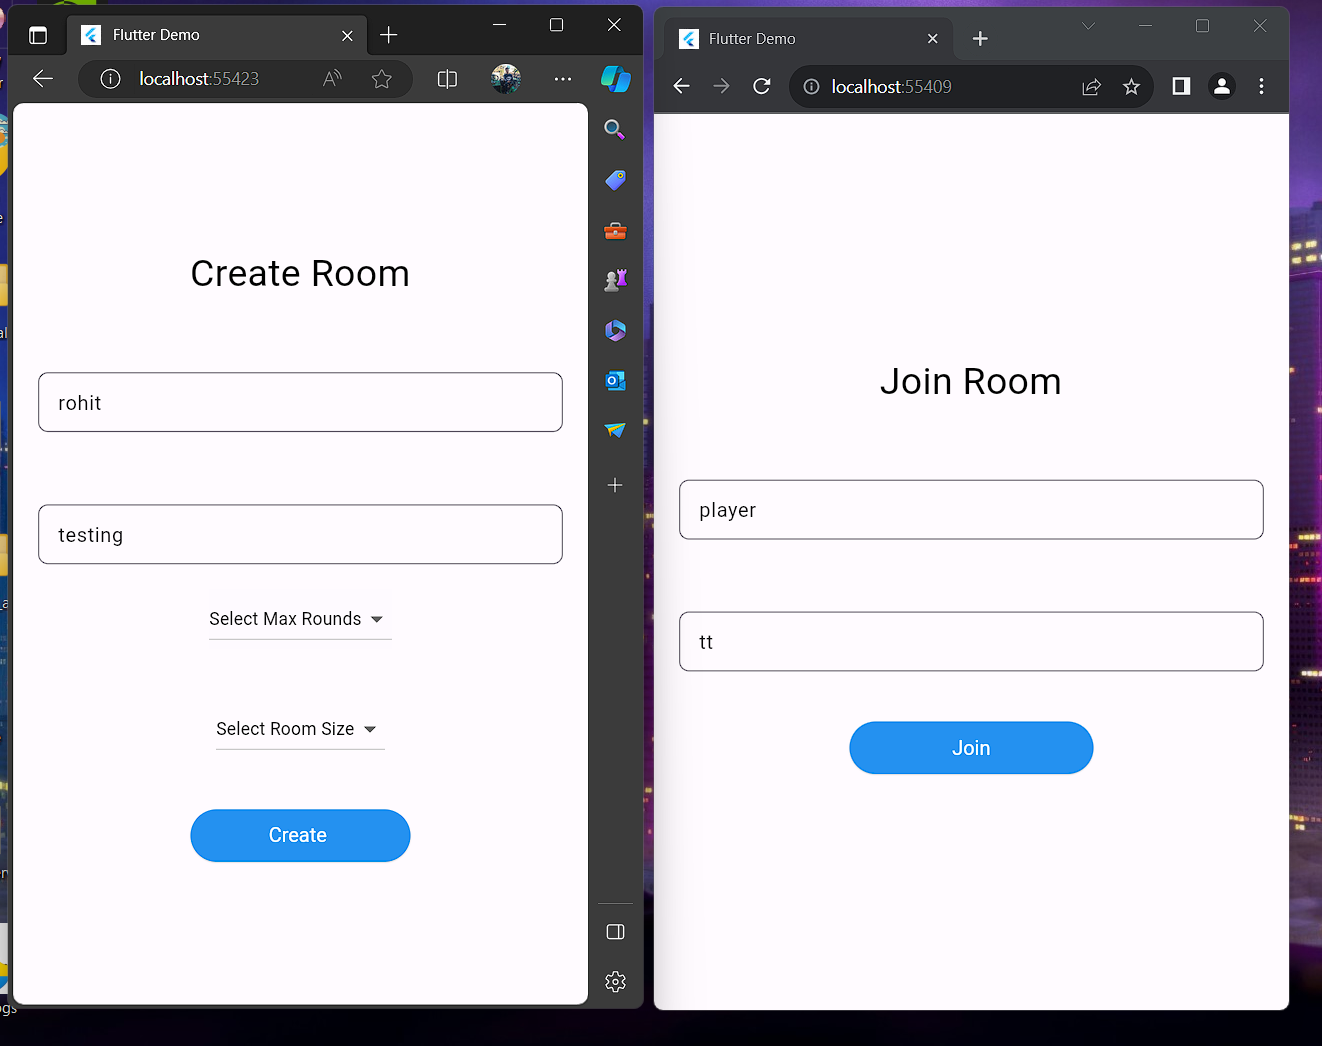 Flutter Demo
localhost:55423
Create Room
rohit
testing
Select Max Rounds
Select Room Size
Create
Flutter Demo
localhost:55409
Join Room
player
tt
Join